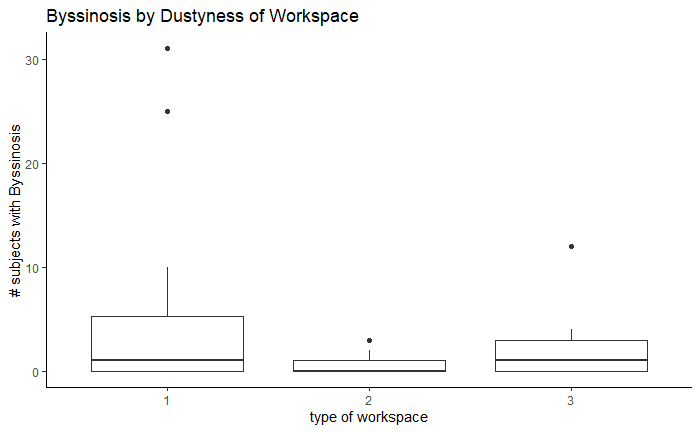 Byssinosis by Dustyness of Workspace
# subjects with Byssinosis
30
20
10
0
1 2 3
type of workspace